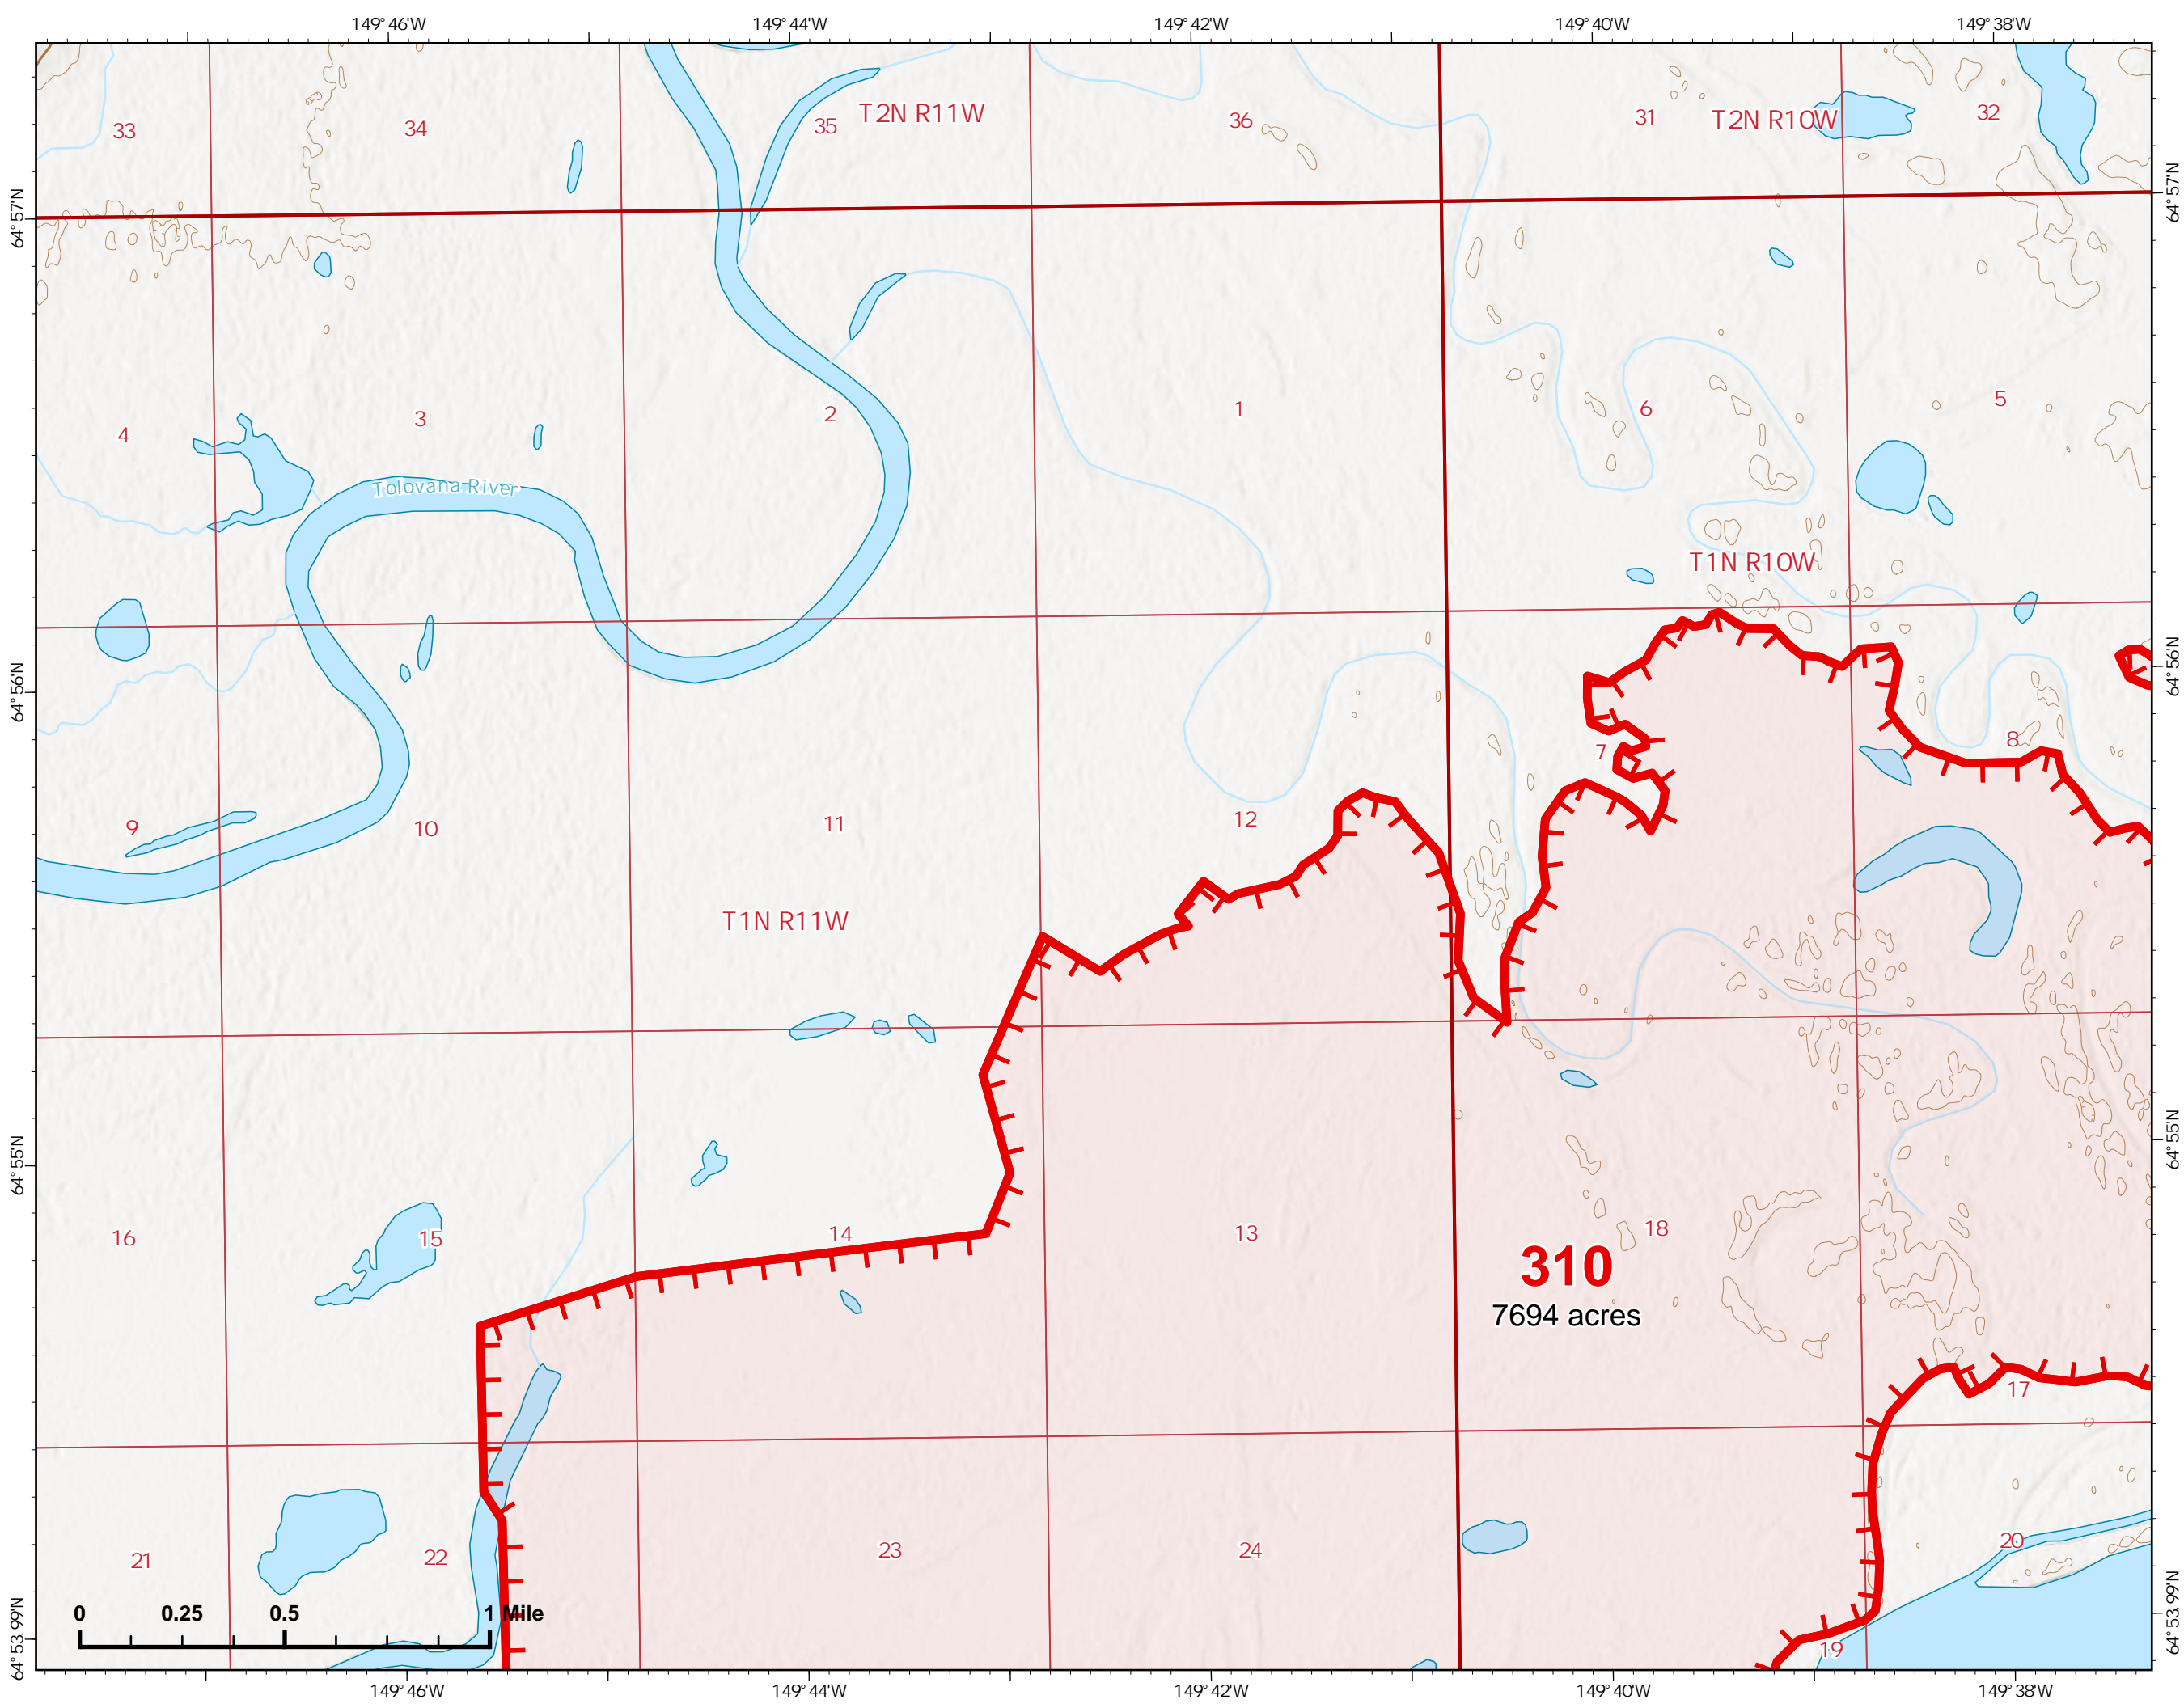 149°46'W 149°44'W 149°42'W 149°40'W 149°38'W
33 34 35 T2N R11W 36 31 T2N R10W 32
64°57'N 64°57'N
4 3 2 1 6 5
Tolovana River
T1N R10W
64°56'N 64°56'N
9 10 11 12 7 8
T1N R11W
64°55'N 64°55'N
16 15 14 13 18
310
7694 acres
17
21 22 23 24 20
0 0.25 0.5 1 Mile
64°53.99'N 64°53.99'N
19
149°46'W 149°44'W 149°42'W 149°40'W 149°38'W